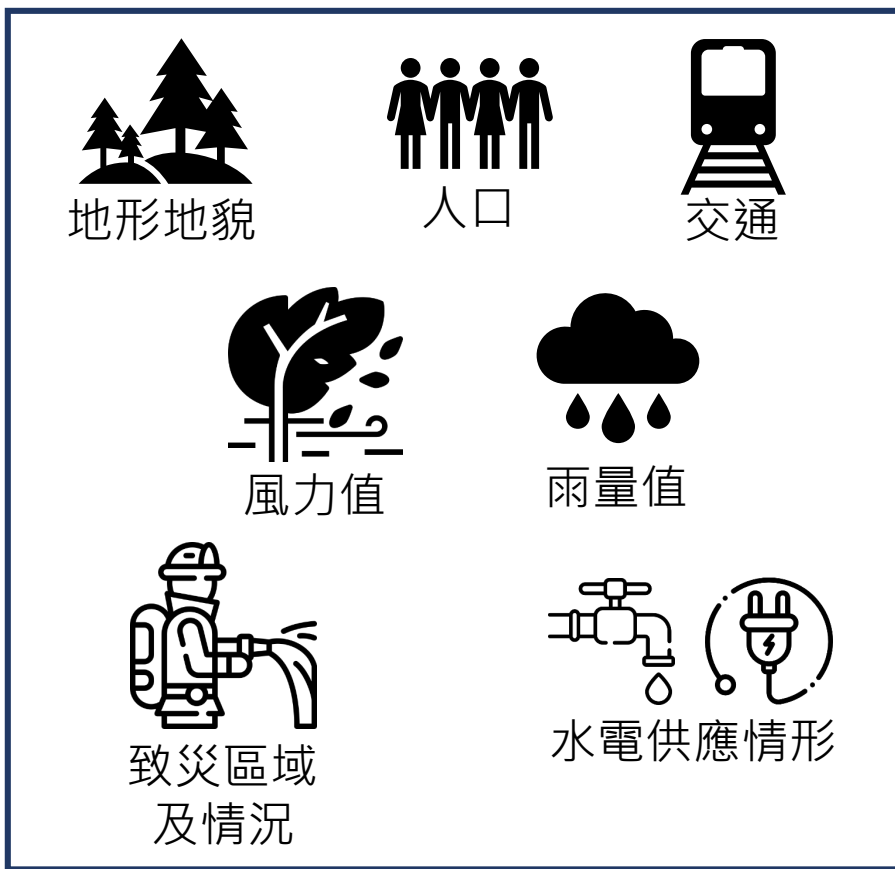 地形地貌
人口
交通
風力值
雨量值
致災區域
及情況
水電供應情形